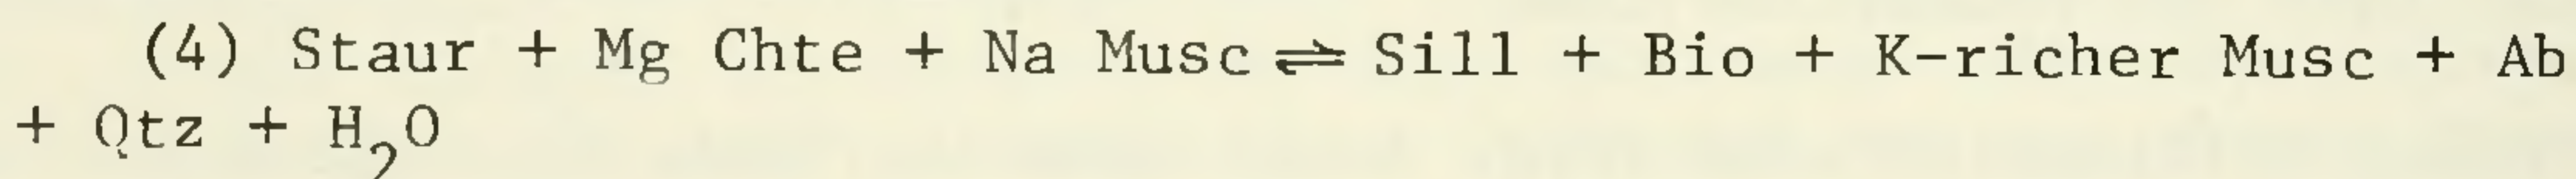 (4) Staur + Mg Chte + Na Musc ⇌ Sill + Bio + K-richer Musc + Ab
+ Qtz + H₂O